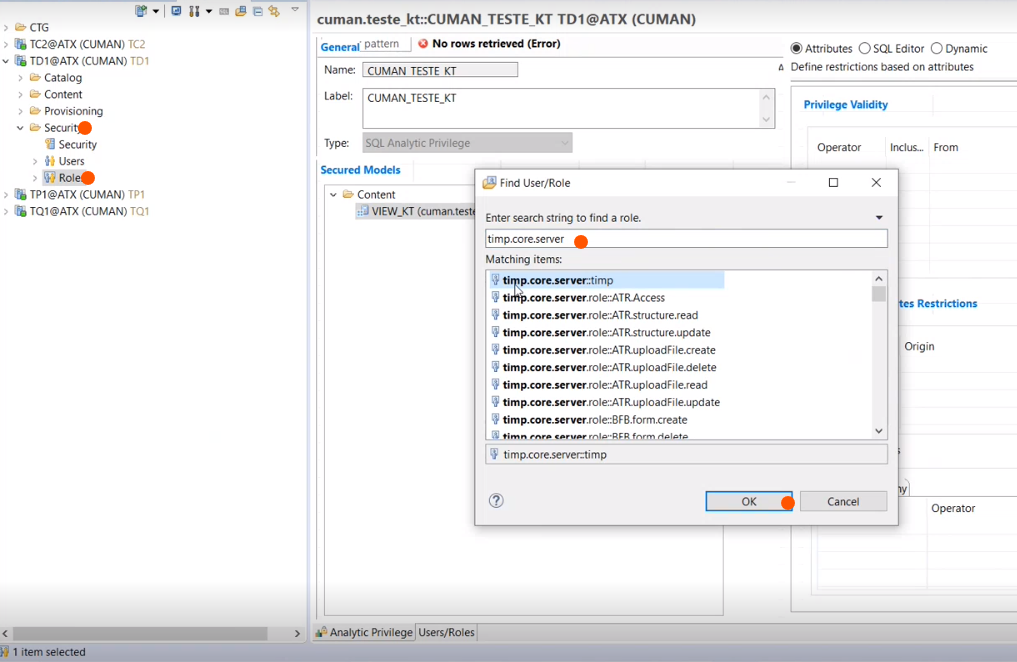 cuman.teste_kt::CUMAN_TESTE_KT TD1@ATX (CUMAN)
CTG
TC2@ATX (CUMAN) TC2
TD1@ATX (CUMAN) TD1
Catalog
Content
Provisioning
Security
Security
Users
Role
TP1@ATX (CUMAN) TP1
TQ1@ATX (CUMAN) TQ1
General
pattern
No rows retrieved (Error)
Name:
CUMAN_TESTE_KT
Label:
CUMAN_TESTE_KT
Type:
SQL Analytic Privilege
Secured Models
Content
VIEW_KT (cuman.teste
Attributes
SQL Editor
Dynamic
Define restrictions based on attributes
Privilege Validity
Operator
Inclus...
From
Find User/Role
Enter search string to find a role.
timp.core.server
Matching items:
timp.core.server::timp
timp.core.server.role::ATR.Access
timp.core.server.role::ATR.structure.read
timp.core.server.role::ATR.structure.update
timp.core.server.role::ATR.uploadFile.create
timp.core.server.role::ATR.uploadFile.delete
timp.core.server.role::ATR.uploadFile.read
timp.core.server.role::ATR.uploadFile.update
timp.core.server.role::BFB.form.create
timp.core.server.role::BFB.form.delete
timp.core.server::timp
OK
Cancel
tes Restrictions
Origin
Operator
Analytic Privilege
Users/Roles
1 item selected